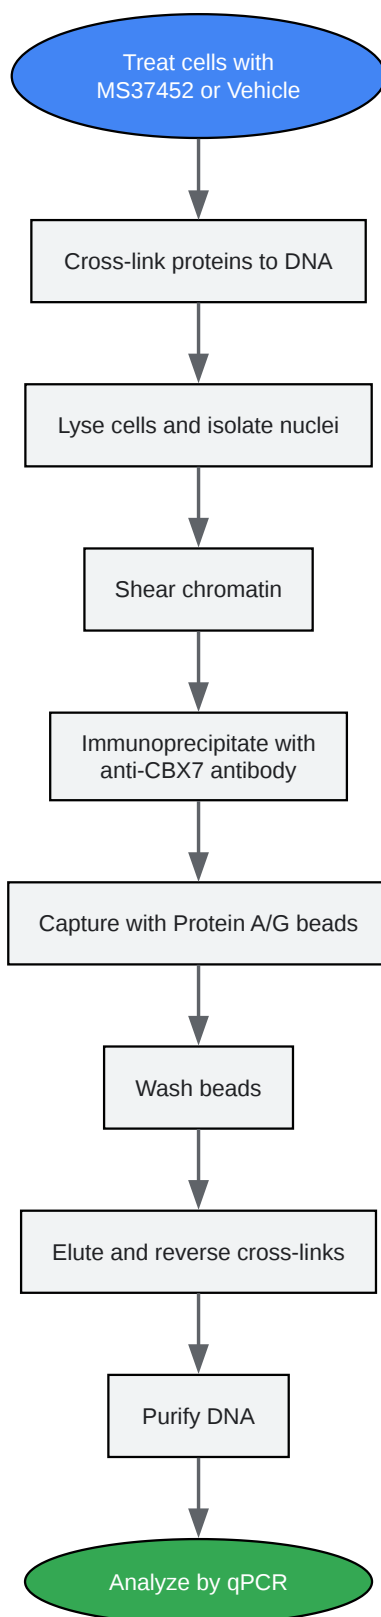 Treat cells with
MS37452 or Vehicle
Cross-link proteins to DNA
Lyse cells and isolate nuclei
Shear chromatin
Immunoprecipitate with
anti-CBX7 antibody
Capture with Protein A/G beads
Wash beads
Elute and reverse cross-links
Purify DNA
Analyze by qPCR